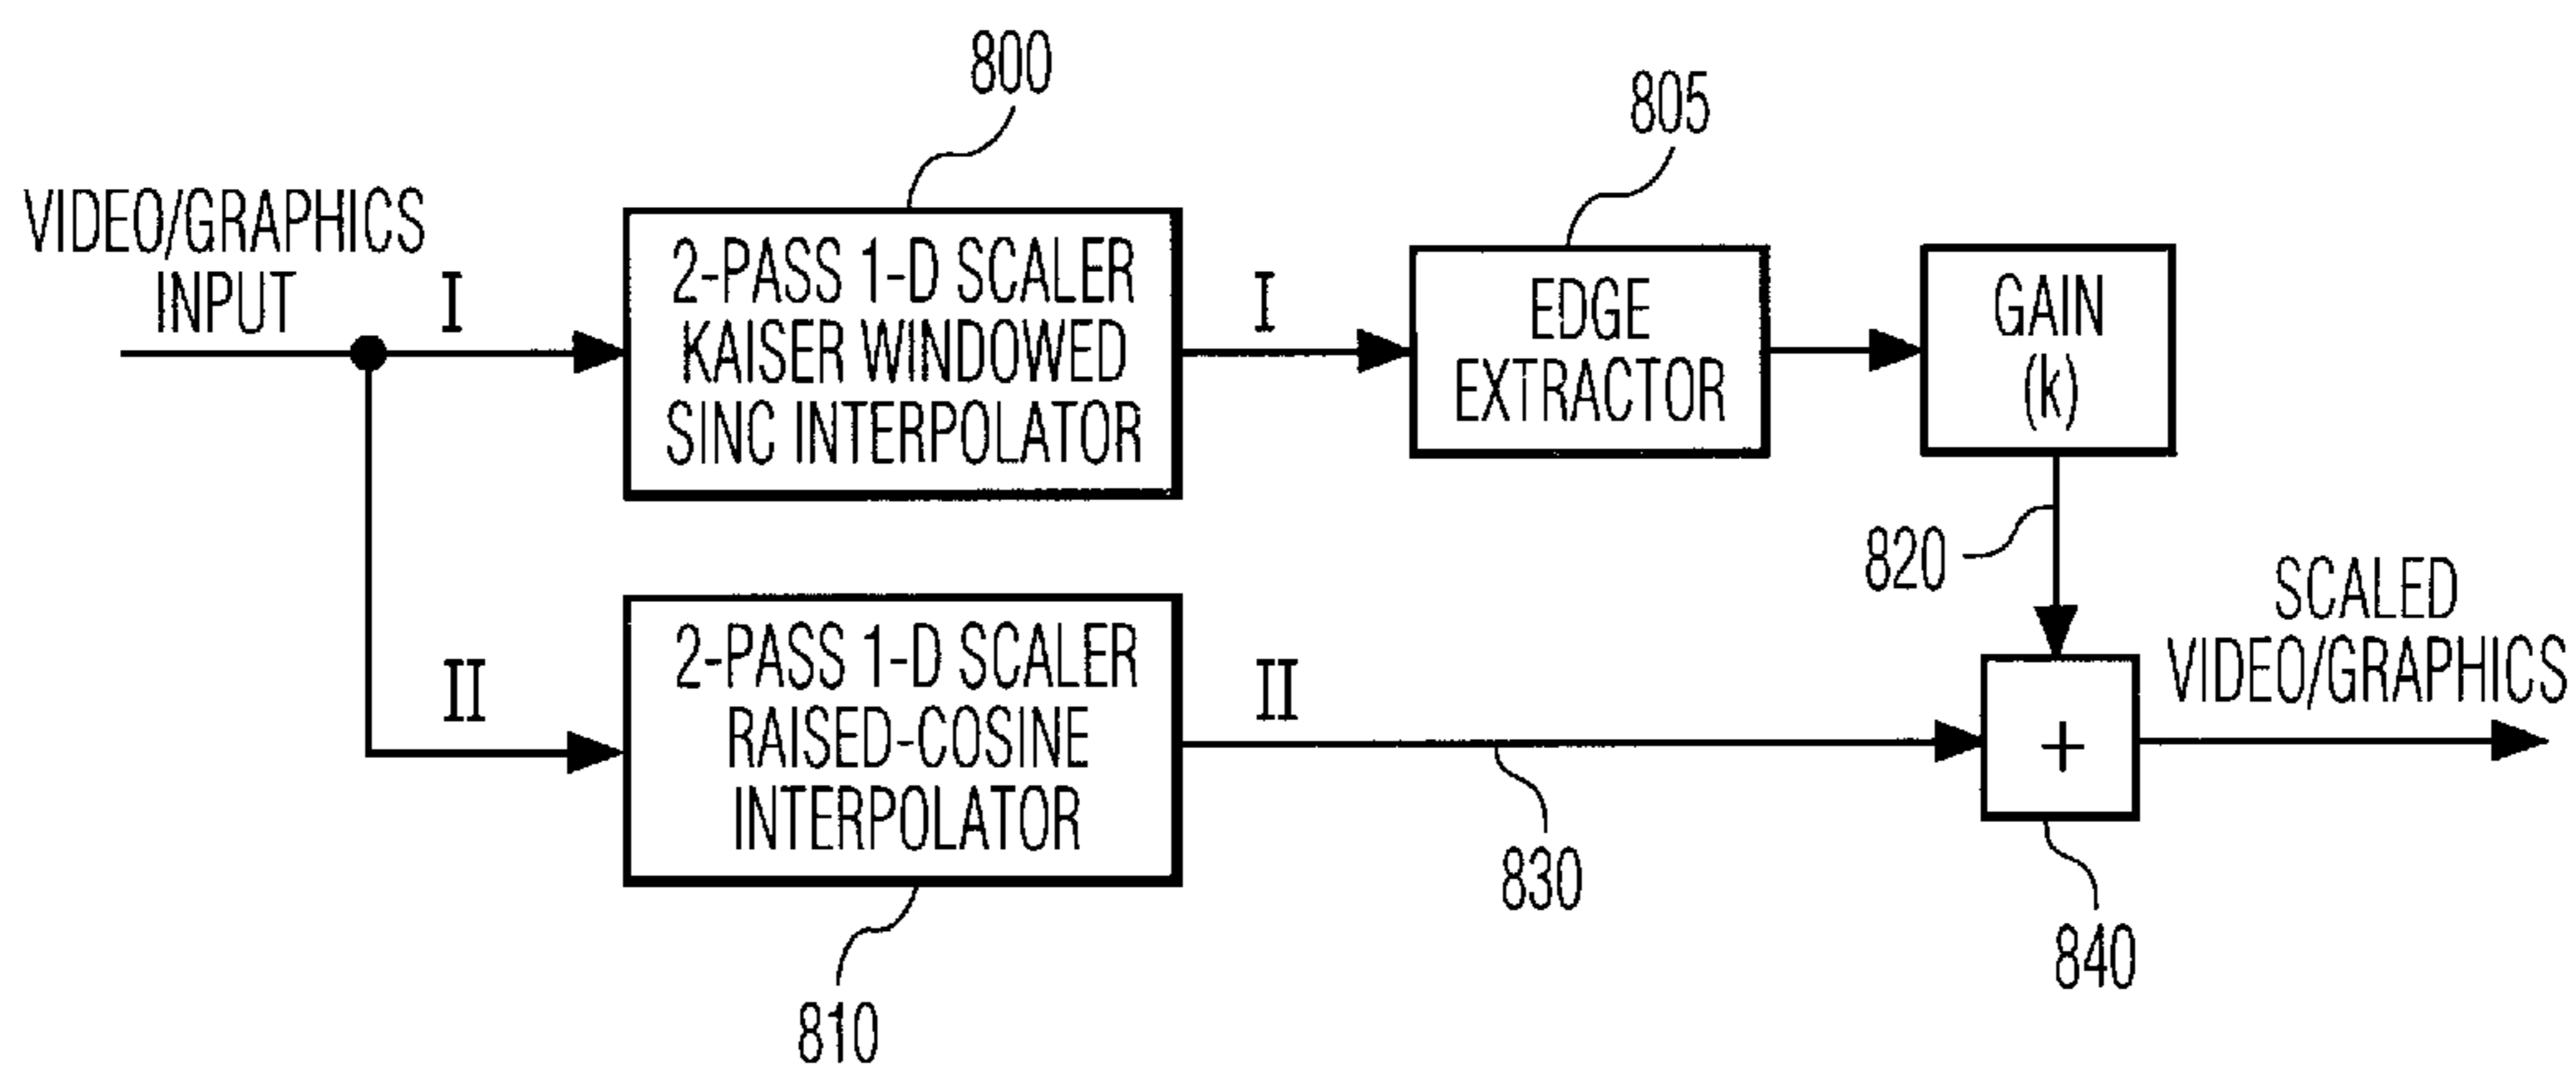 800
805
VIDEO/GRAPHICS
INPUT
I
2-PASS 1-D SCALER
KAISER WINDOWED
SINC INTERPOLATOR
I
EDGE
EXTRACTOR
GAIN
(k)
820
SCALED
VIDEO/GRAPHICS
II
2-PASS 1-D SCALER
RAISED-COSINE
INTERPOLATOR
II
+
830
840
810